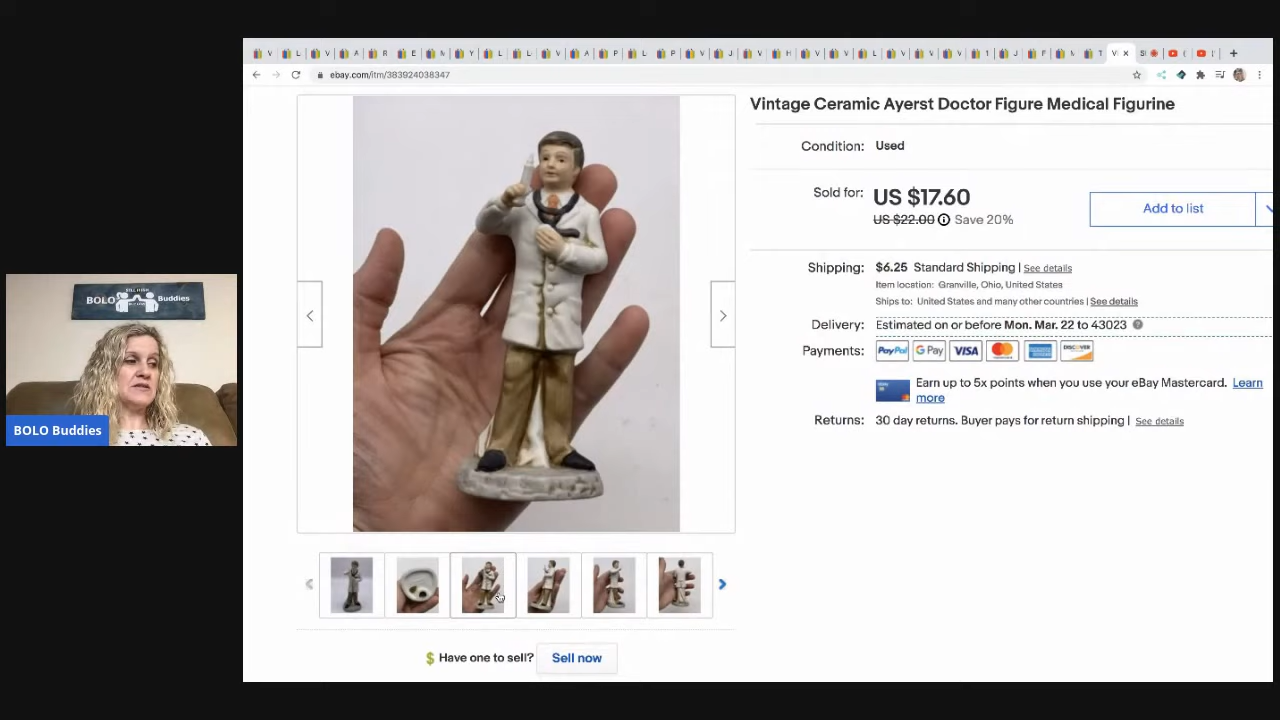 ebay.com/itm/383924038347
Vintage Ceramic Ayerst Doctor Figure Medical Figurine
Condition: Used
Sold for: US $17.60
US $22.00 Save 20%
Add to list
Shipping: $6.25 Standard Shipping | See details
Item location: Granville, Ohio, United States
Ships to: United States and many other countries | See details
Delivery: Estimated on or before Mon. Mar. 22 to 43023
Payments: PayPal G Pay VISA DISCOVER
Earn up to 5x points when you use your eBay Mastercard. Learn
more
Returns: 30 day returns. Buyer pays for return shipping | See details
BOLO Buddies
BOLO Buddies
$ Have one to sell? Sell now